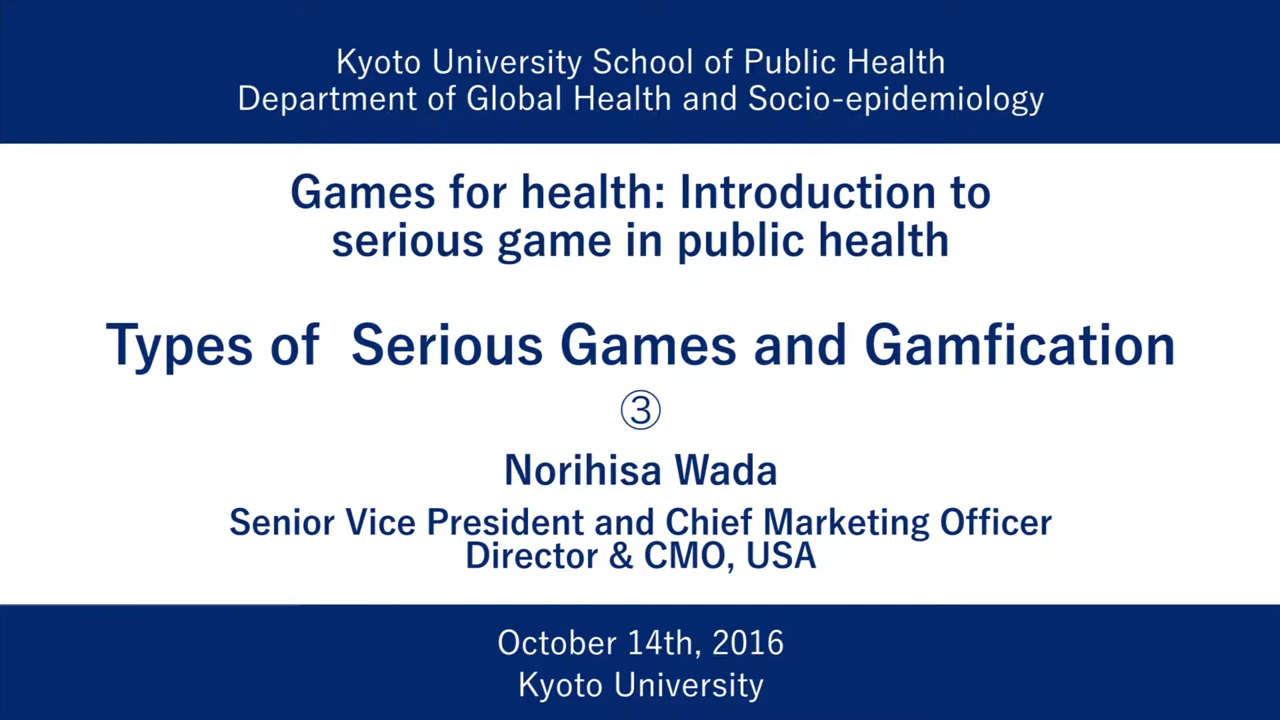 Kyoto University School of Public Health
Department of Global Health and Socio-epidemiology
Games for health: Introduction to
serious game in public health
Types of  Serious Games and Gamfication
③
Norihisa Wada
Senior Vice President and Chief Marketing Officer
Director & CMO, USA
October 14th, 2016
Kyoto University